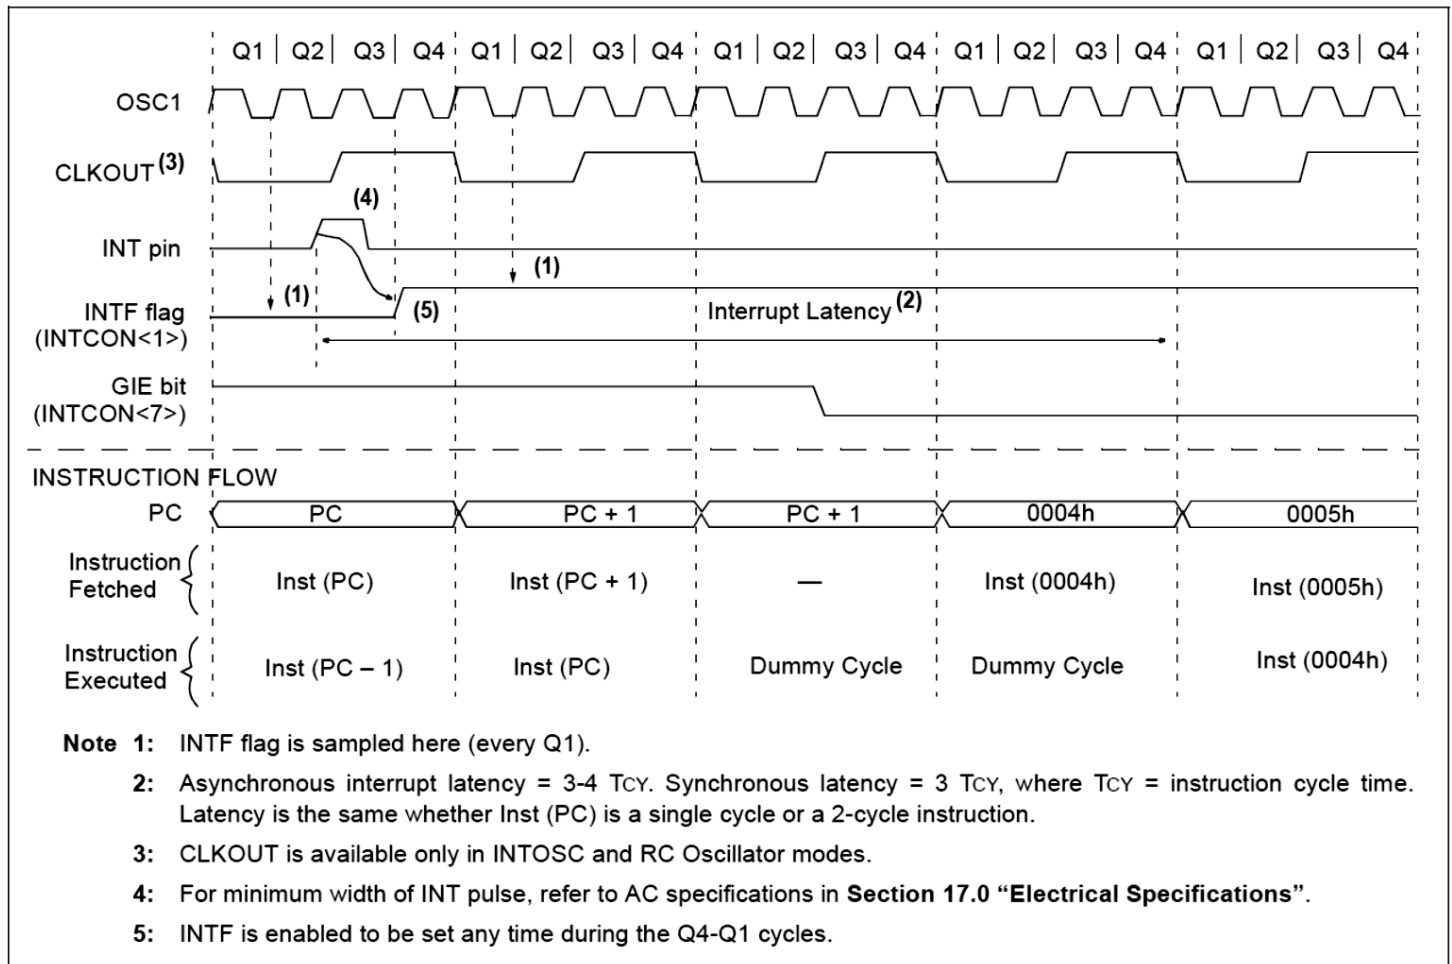 Q1 | Q2 | Q3 | Q4 Q1 | Q2 | Q3 | Q4 Q1 | Q2 | Q3 | Q4 Q1 | Q2 | Q3 | Q4 Q1 | Q2 | Q3 | Q4
OSC1
CLKOUT (3)
(4)
INT pin
(1)
(1)
INTF flag
(INTCON<1>)
(5)
Interrupt Latency (2)
GIE bit
(INTCON<7>)
INSTRUCTION FLOW
PC PC PC + 1 PC + 1 0004h 0005h
Instruction
Fetched
Inst (PC) Inst (PC + 1) — Inst (0004h) Inst (0005h)
Instruction
Executed
Inst (PC – 1) Inst (PC) Dummy Cycle Dummy Cycle Inst (0004h)
Note 1: INTF flag is sampled here (every Q1).
2: Asynchronous interrupt latency = 3-4 TCY. Synchronous latency = 3 TCY, where TCY = instruction cycle time.
Latency is the same whether Inst (PC) is a single cycle or a 2-cycle instruction.
3: CLKOUT is available only in INTOSC and RC Oscillator modes.
4: For minimum width of INT pulse, refer to AC specifications in Section 17.0 “Electrical Specifications”.
5: INTF is enabled to be set any time during the Q4-Q1 cycles.